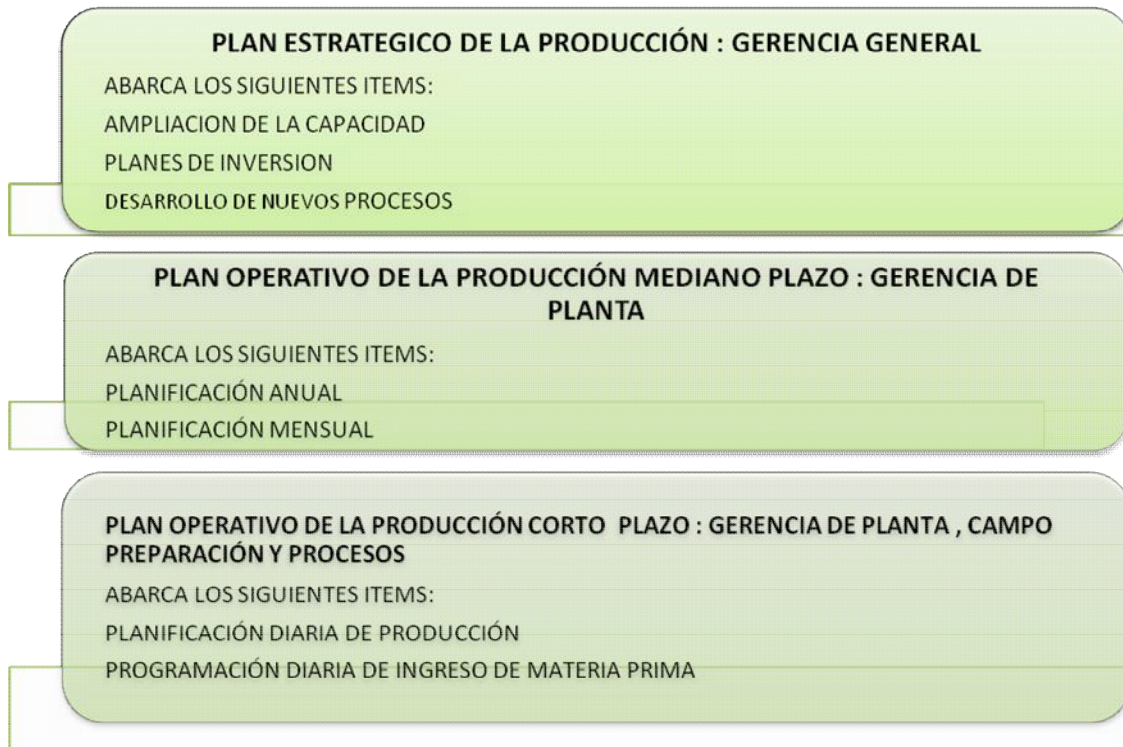 PLAN ESTRATEGICO DE LA PRODUCCIÓN : GERENCIA GENERAL
ABARCA LOS SIGUIENTES ITEMS:
AMPLIACION DE LA CAPACIDAD
PLANES DE INVERSION
DESARROLLO DE NUEVOS PROCESOS
PLAN OPERATIVO DE LA PRODUCCIÓN MEDIANO PLAZO : GERENCIA DE
PLANTA
ABARCA LOS SIGUIENTES ITEMS:
PLANIFICACIÓN ANUAL
PLANIFICACIÓN MENSUAL
PLAN OPERATIVO DE LA PRODUCCIÓN CORTO PLAZO : GERENCIA DE PLANTA , CAMPO
PREPARACIÓN Y PROCESOS
ABARCA LOS SIGUIENTES ITEMS:
PLANIFICACIÓN DIARIA DE PRODUCCIÓN
PROGRAMACIÓN DIARIA DE INGRESO DE MATERIA PRIMA